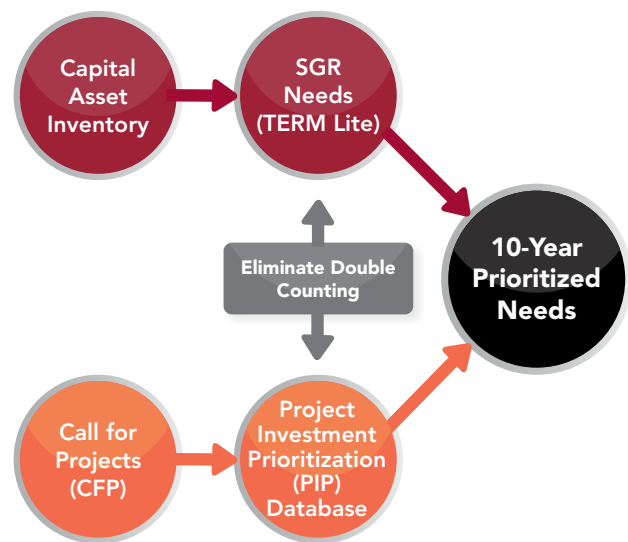 Capital
Asset
Inventory
SGR
Needs
(TERM Lite)
Eliminate Double
Counting
10-Year
Prioritized
Needs
Call for
Projects
(CFP)
Project
Investment
Prioritization
(PIP)
Database